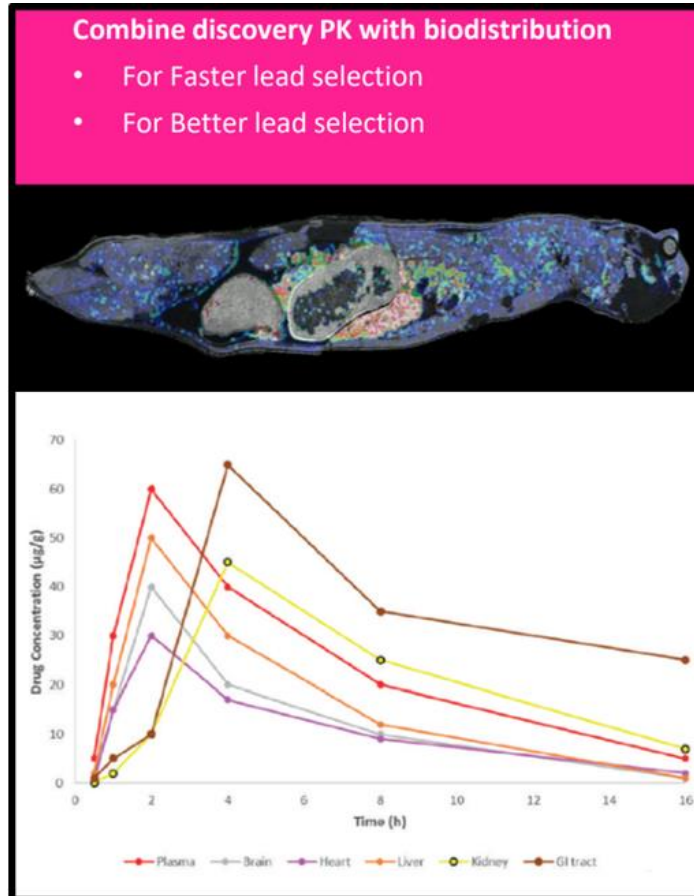 Combine discovery PK with biodistribution
• For Faster lead selection
• For Better lead selection
70
60
50
40
30
20
10
0
Drug Concentration (µg/g)
0 2 4 6 8 10 12 14 16
Time (h)
Plasma Brain Heart Liver Kidney GI tract